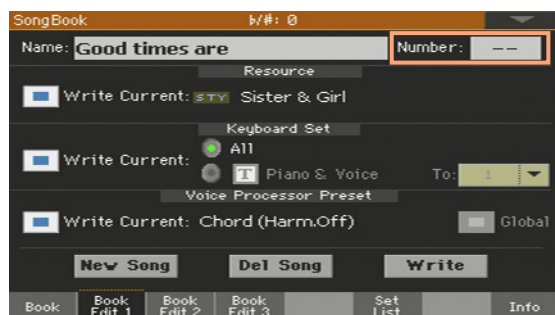 SongBook b/#: 0
Name: Good times are Number: --
Resource
Write Current: STY Sister & Girl
Keyboard Set
All
Write Current:
T Piano & Voice To: 1
Voice Processor Preset
Write Current: Chord (Harm.Off) Global
New Song Del Song Write
Book Book Edit 1 Book Edit 2 Book Edit 3 Set List Info